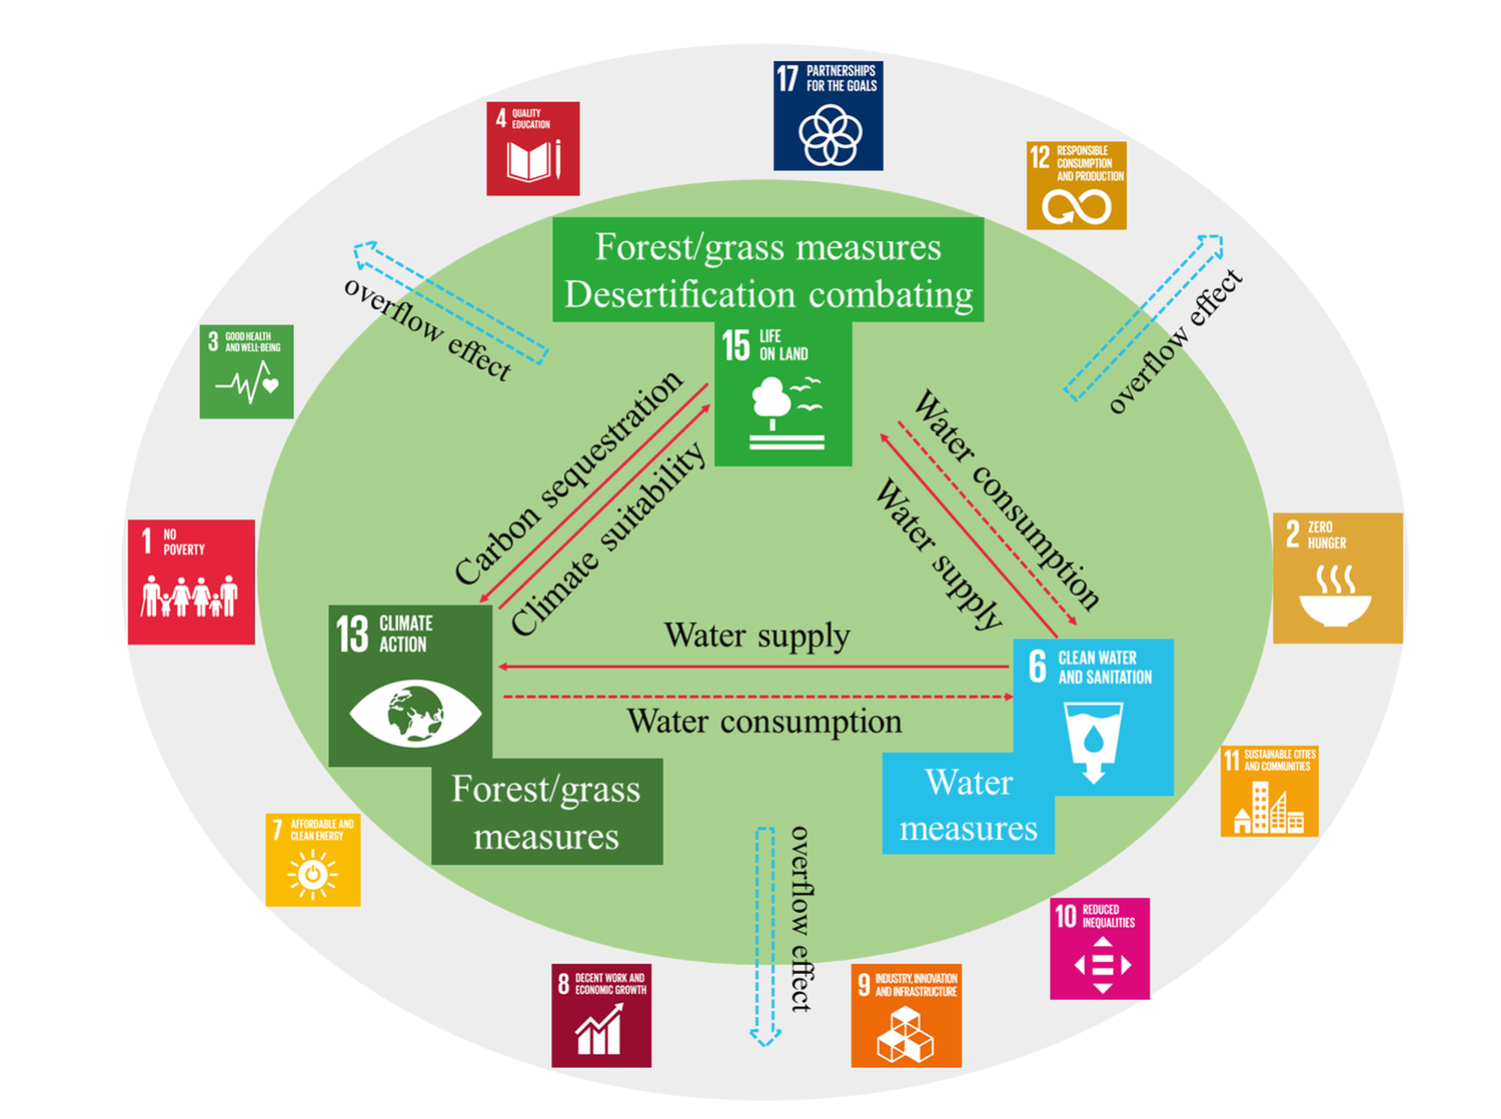 17 PARTNERSHIPS
FOR THE GOALS
4 QUALITY
EDUCATION
12 RESPONSIBLE
CONSUMPTION
AND PRODUCTION
Forest/grass measures
Desertification combating
overflow effect
overflow effect
3 GOOD HEALTH
AND WELL-BEING
15 LIFE
ON LAND
Carbon sequestration
Climate suitability
Water consumption
Water supply
1 NO
POVERTY
2 ZERO
HUNGER
13 CLIMATE
ACTION
Water supply
Water consumption
6 CLEAN WATER
AND SANITATION
Forest/grass
measures
Water
measures
11 SUSTAINABLE CITIES
AND COMMUNITIES
7 AFFORDABLE AND
CLEAN ENERGY
overflow effect
10 REDUCED
INEQUALITIES
8 DECENT WORK AND
ECONOMIC GROWTH
9 INDUSTRY, INNOVATION
AND INFRASTRUCTURE